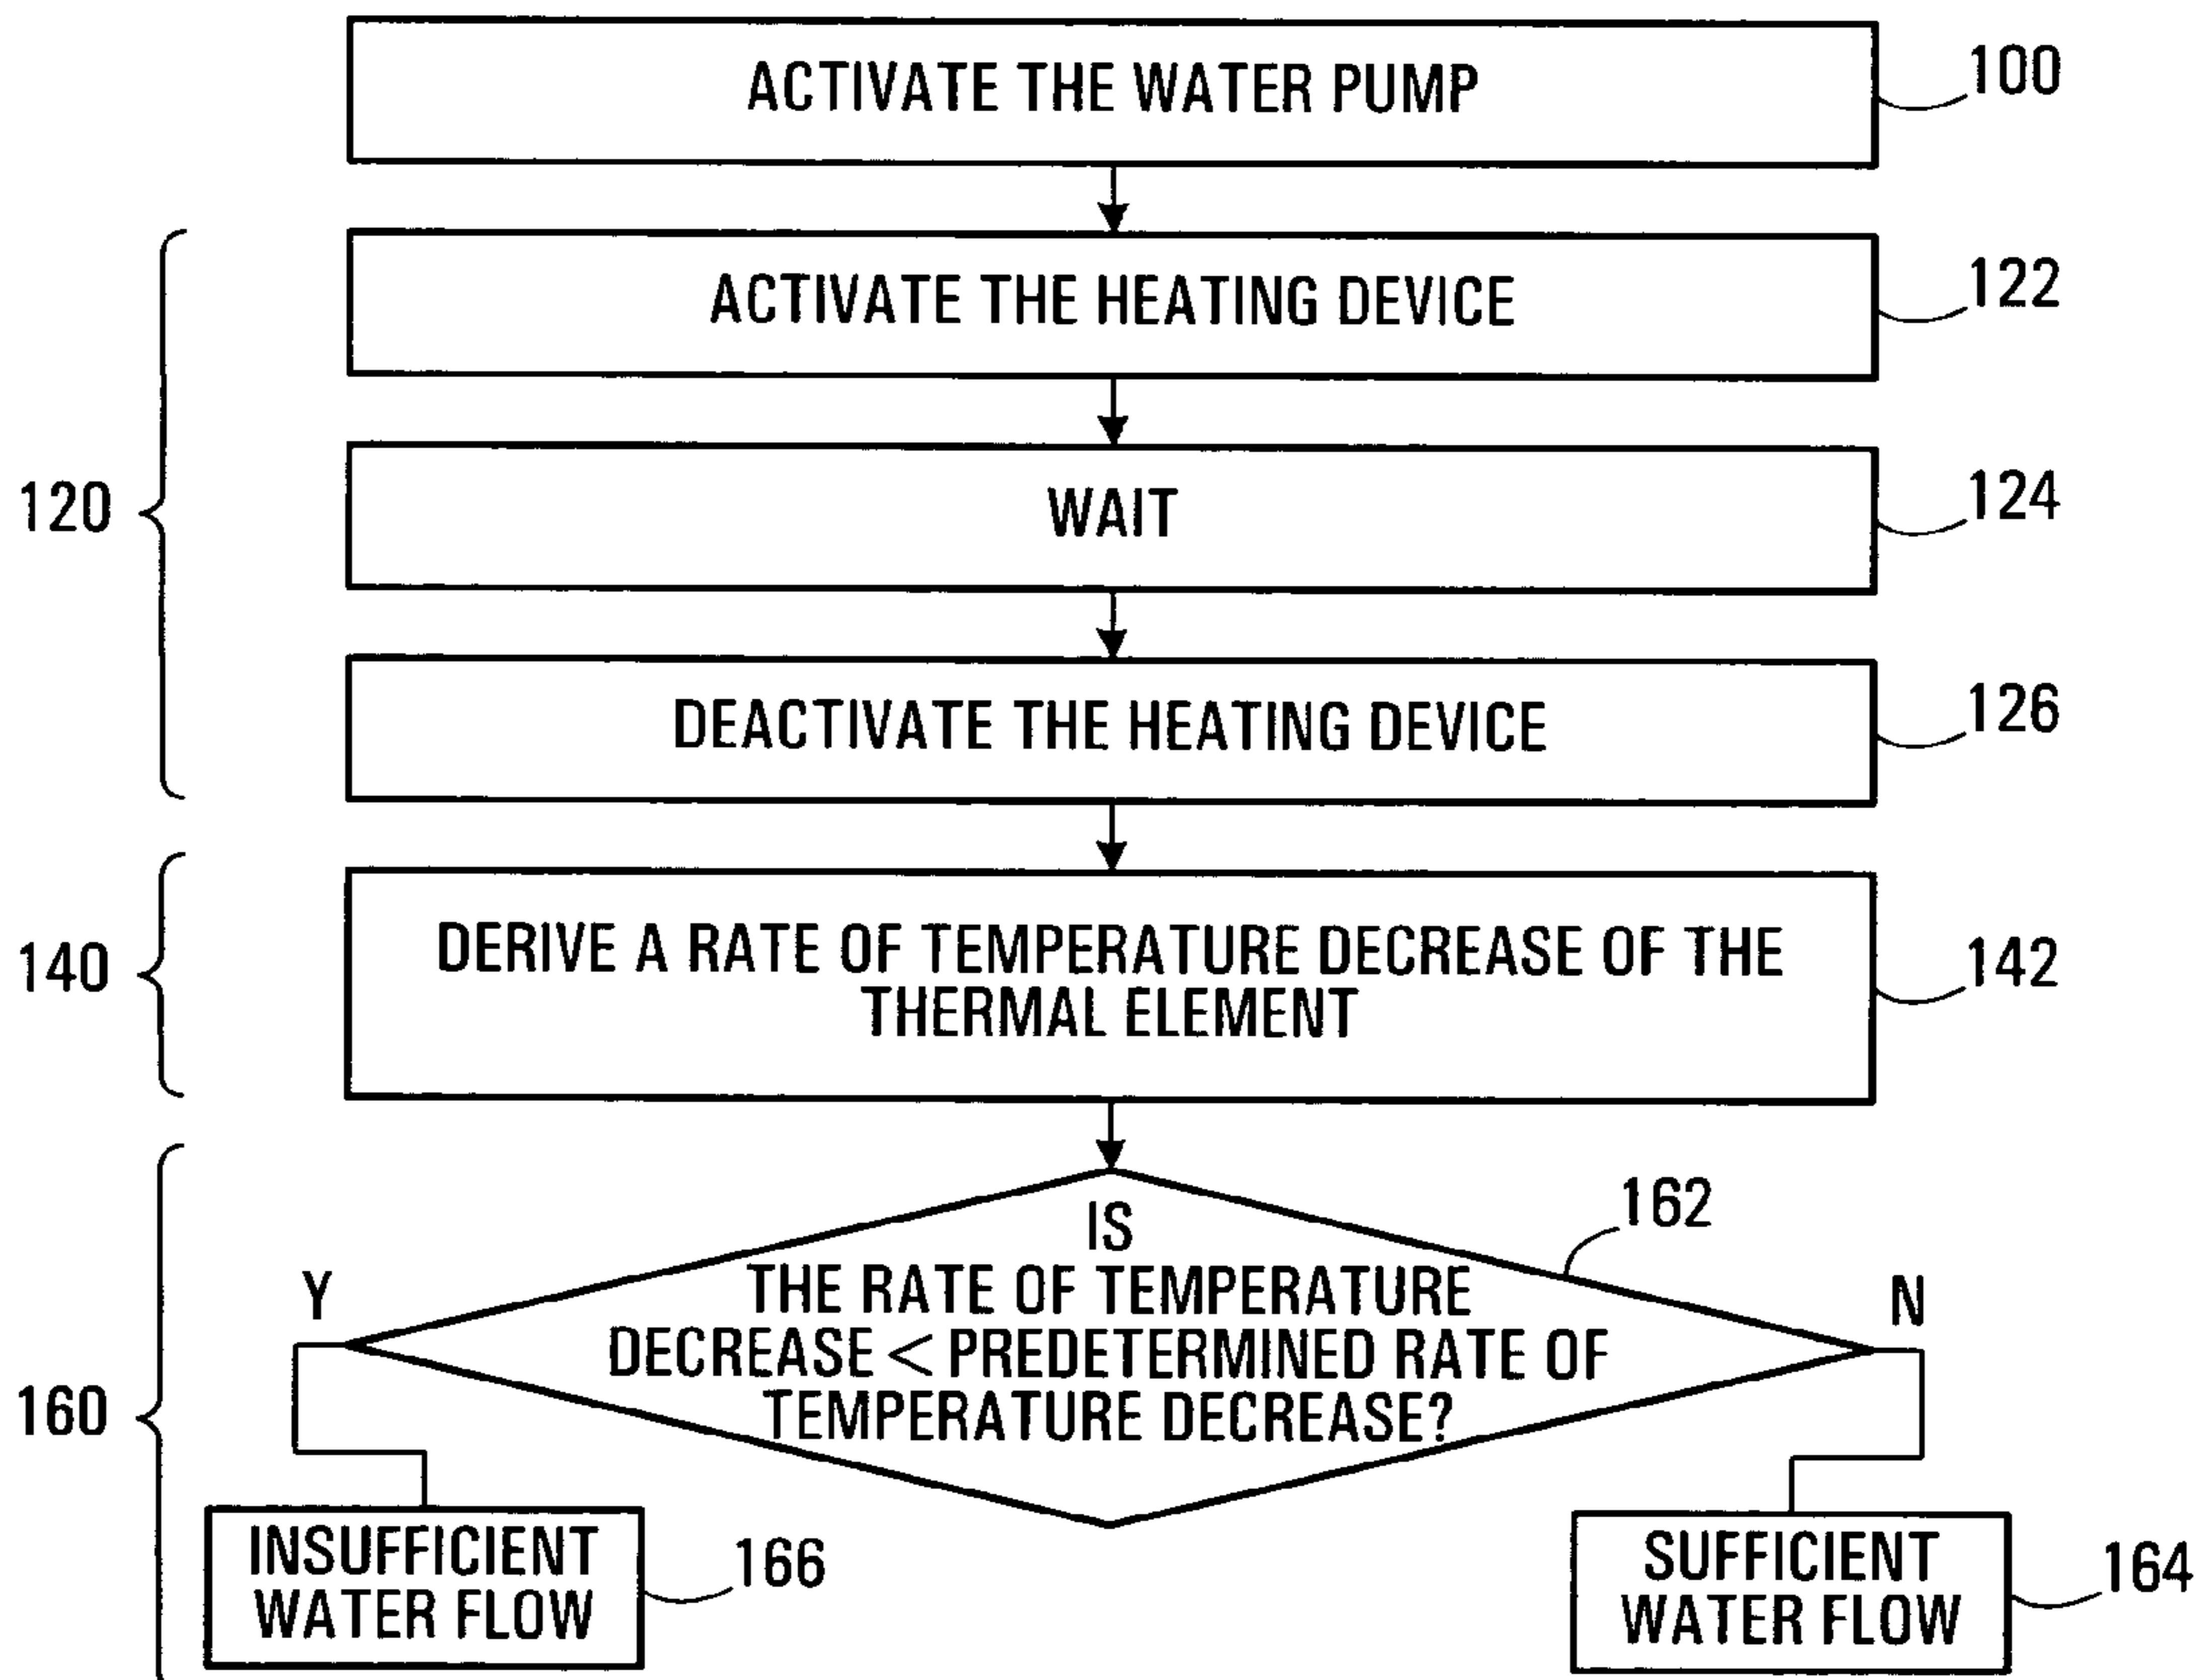 ACTIVATE THE WATER PUMP
100
ACTIVATE THE HEATING DEVICE
122
120
WAIT
124
DEACTIVATE THE HEATING DEVICE
126
140
DERIVE A RATE OF TEMPERATURE DECREASE OF THE
THERMAL ELEMENT
142
160
162
Y
N
IS
THE RATE OF TEMPERATURE
DECREASE < PREDETERMINED RATE OF
TEMPERATURE DECREASE?
INSUFFICIENT
WATER FLOW
166
SUFFICIENT
WATER FLOW
164